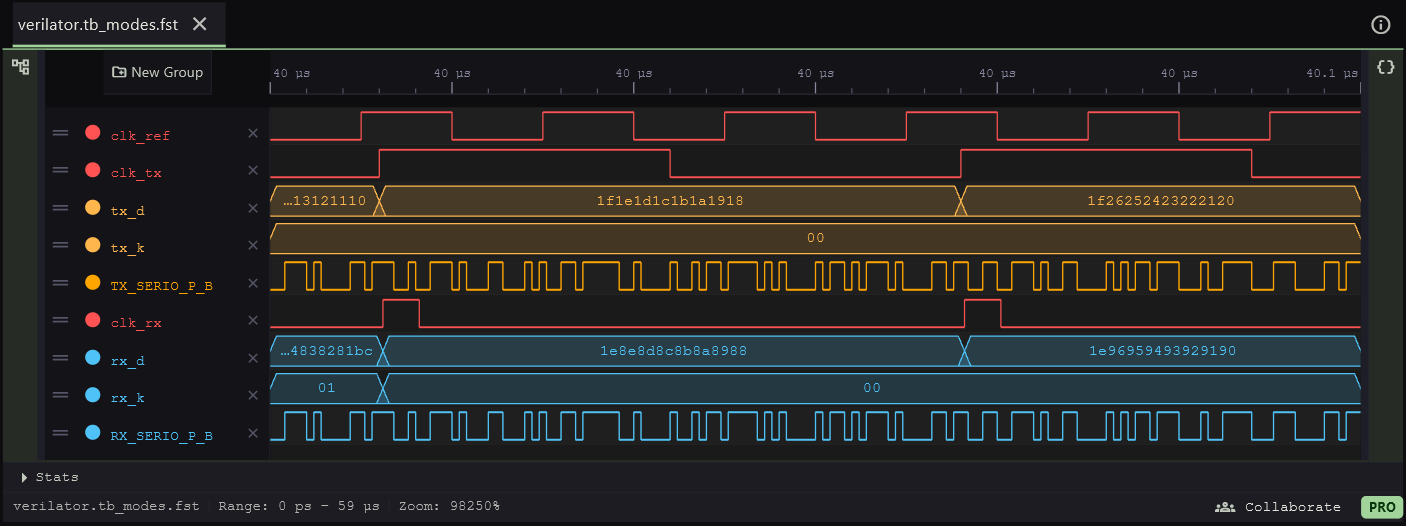 verilator.tb_modes.fst
New Group
40 µs 40 µs 40 µs 40 µs 40 µs 40 µs 40.1 µs
clk_ref
clk_tx
tx_d …13121110 1f1e1d1c1b1a1918 1f26252423222120
tx_k 00
TX_SERIO_P_B
clk_rx
rx_d …4838281bc 1e8e8d8c8b8a8988 1e96959493929190
rx_k 01 00
RX_SERIO_P_B
Stats
verilator.tb_modes.fst Range: 0 ps – 59 µs Zoom: 98250% Collaborate PRO